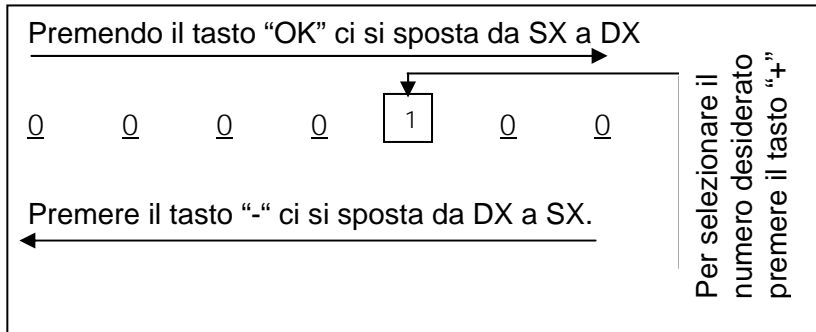 Premendo il tasto “OK” ci si sposta da SX a DX
0 0 0 0 1 0 0
Premere il tasto “-“ ci si sposta da DX a SX.
Per selezionare il
numero desiderato
premere il tasto “+”